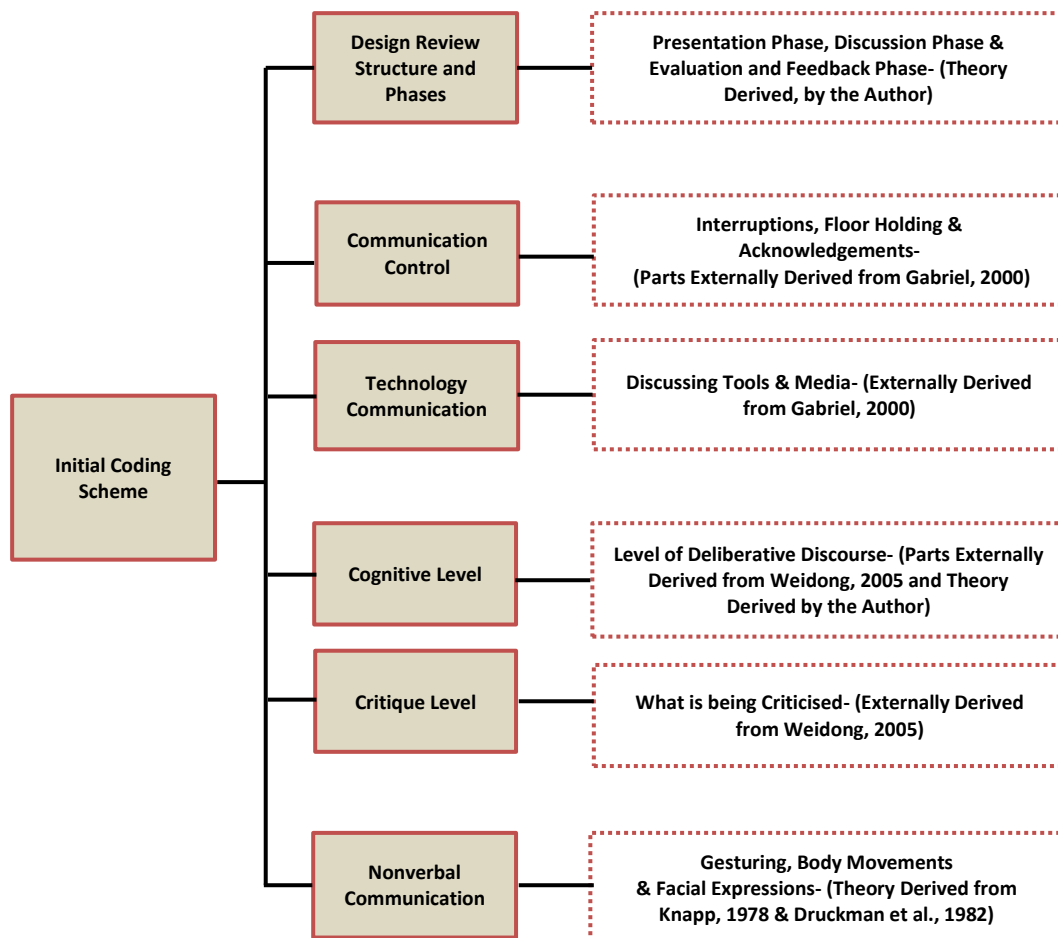 Design Review
Structure and
Phases
Presentation Phase, Discussion Phase &
Evaluation and Feedback Phase- (Theory
Derived, by the Author)
Communication
Control
Interruptions, Floor Holding &
Acknowledgements-
(Parts Externally Derived from Gabriel, 2000)
Technology
Communication
Discussing Tools & Media- (Externally Derived
from Gabriel, 2000)
Initial Coding
Scheme
Cognitive Level
Level of Deliberative Discourse- (Parts Externally
Derived from Weidong, 2005 and Theory
Derived by the Author)
Critique Level
What is being Criticised- (Externally Derived
from Weidong, 2005)
Nonverbal
Communication
Gesturing, Body Movements
& Facial Expressions- (Theory Derived from
Knapp, 1978 & Druckman et al., 1982)